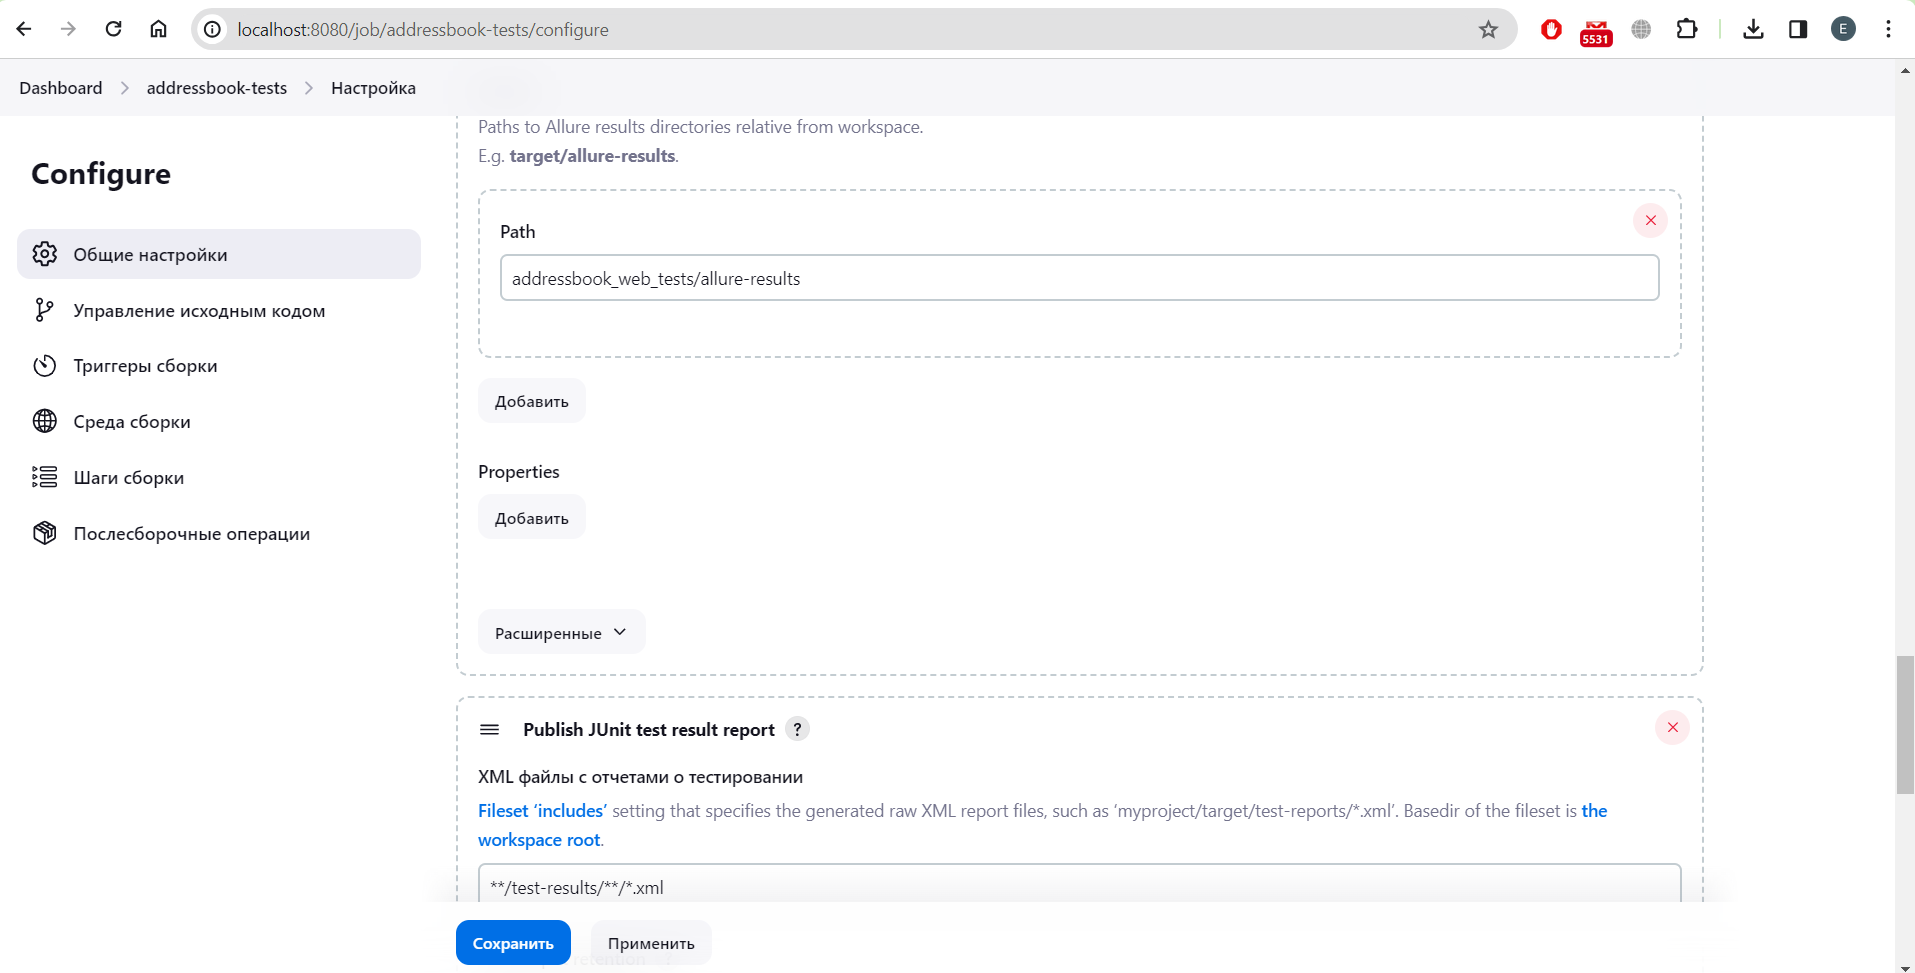 localhost:8080/job/addressbook-tests/configure
5531
E
Dashboard > addressbook-tests > Настройка
Configure
Общие настройки
Управление исходным кодом
Триггеры сборки
Среда сборки
Шаги сборки
Послесборочные операции
Paths to Allure results directories relative from workspace.
E.g. target/allure-results.
Path
addressbook_web_tests/allure-results
Добавить
Properties
Добавить
Расширенные
Publish JUnit test result report ?
XML файлы с отчетами о тестировании
Fileset ‘includes’ setting that specifies the generated raw XML report files, such as ‘myproject/target/test-reports/*.xml’. Basedir of the fileset is the
workspace root.
**/test-results/**/*.xml
Сохранить
Применить